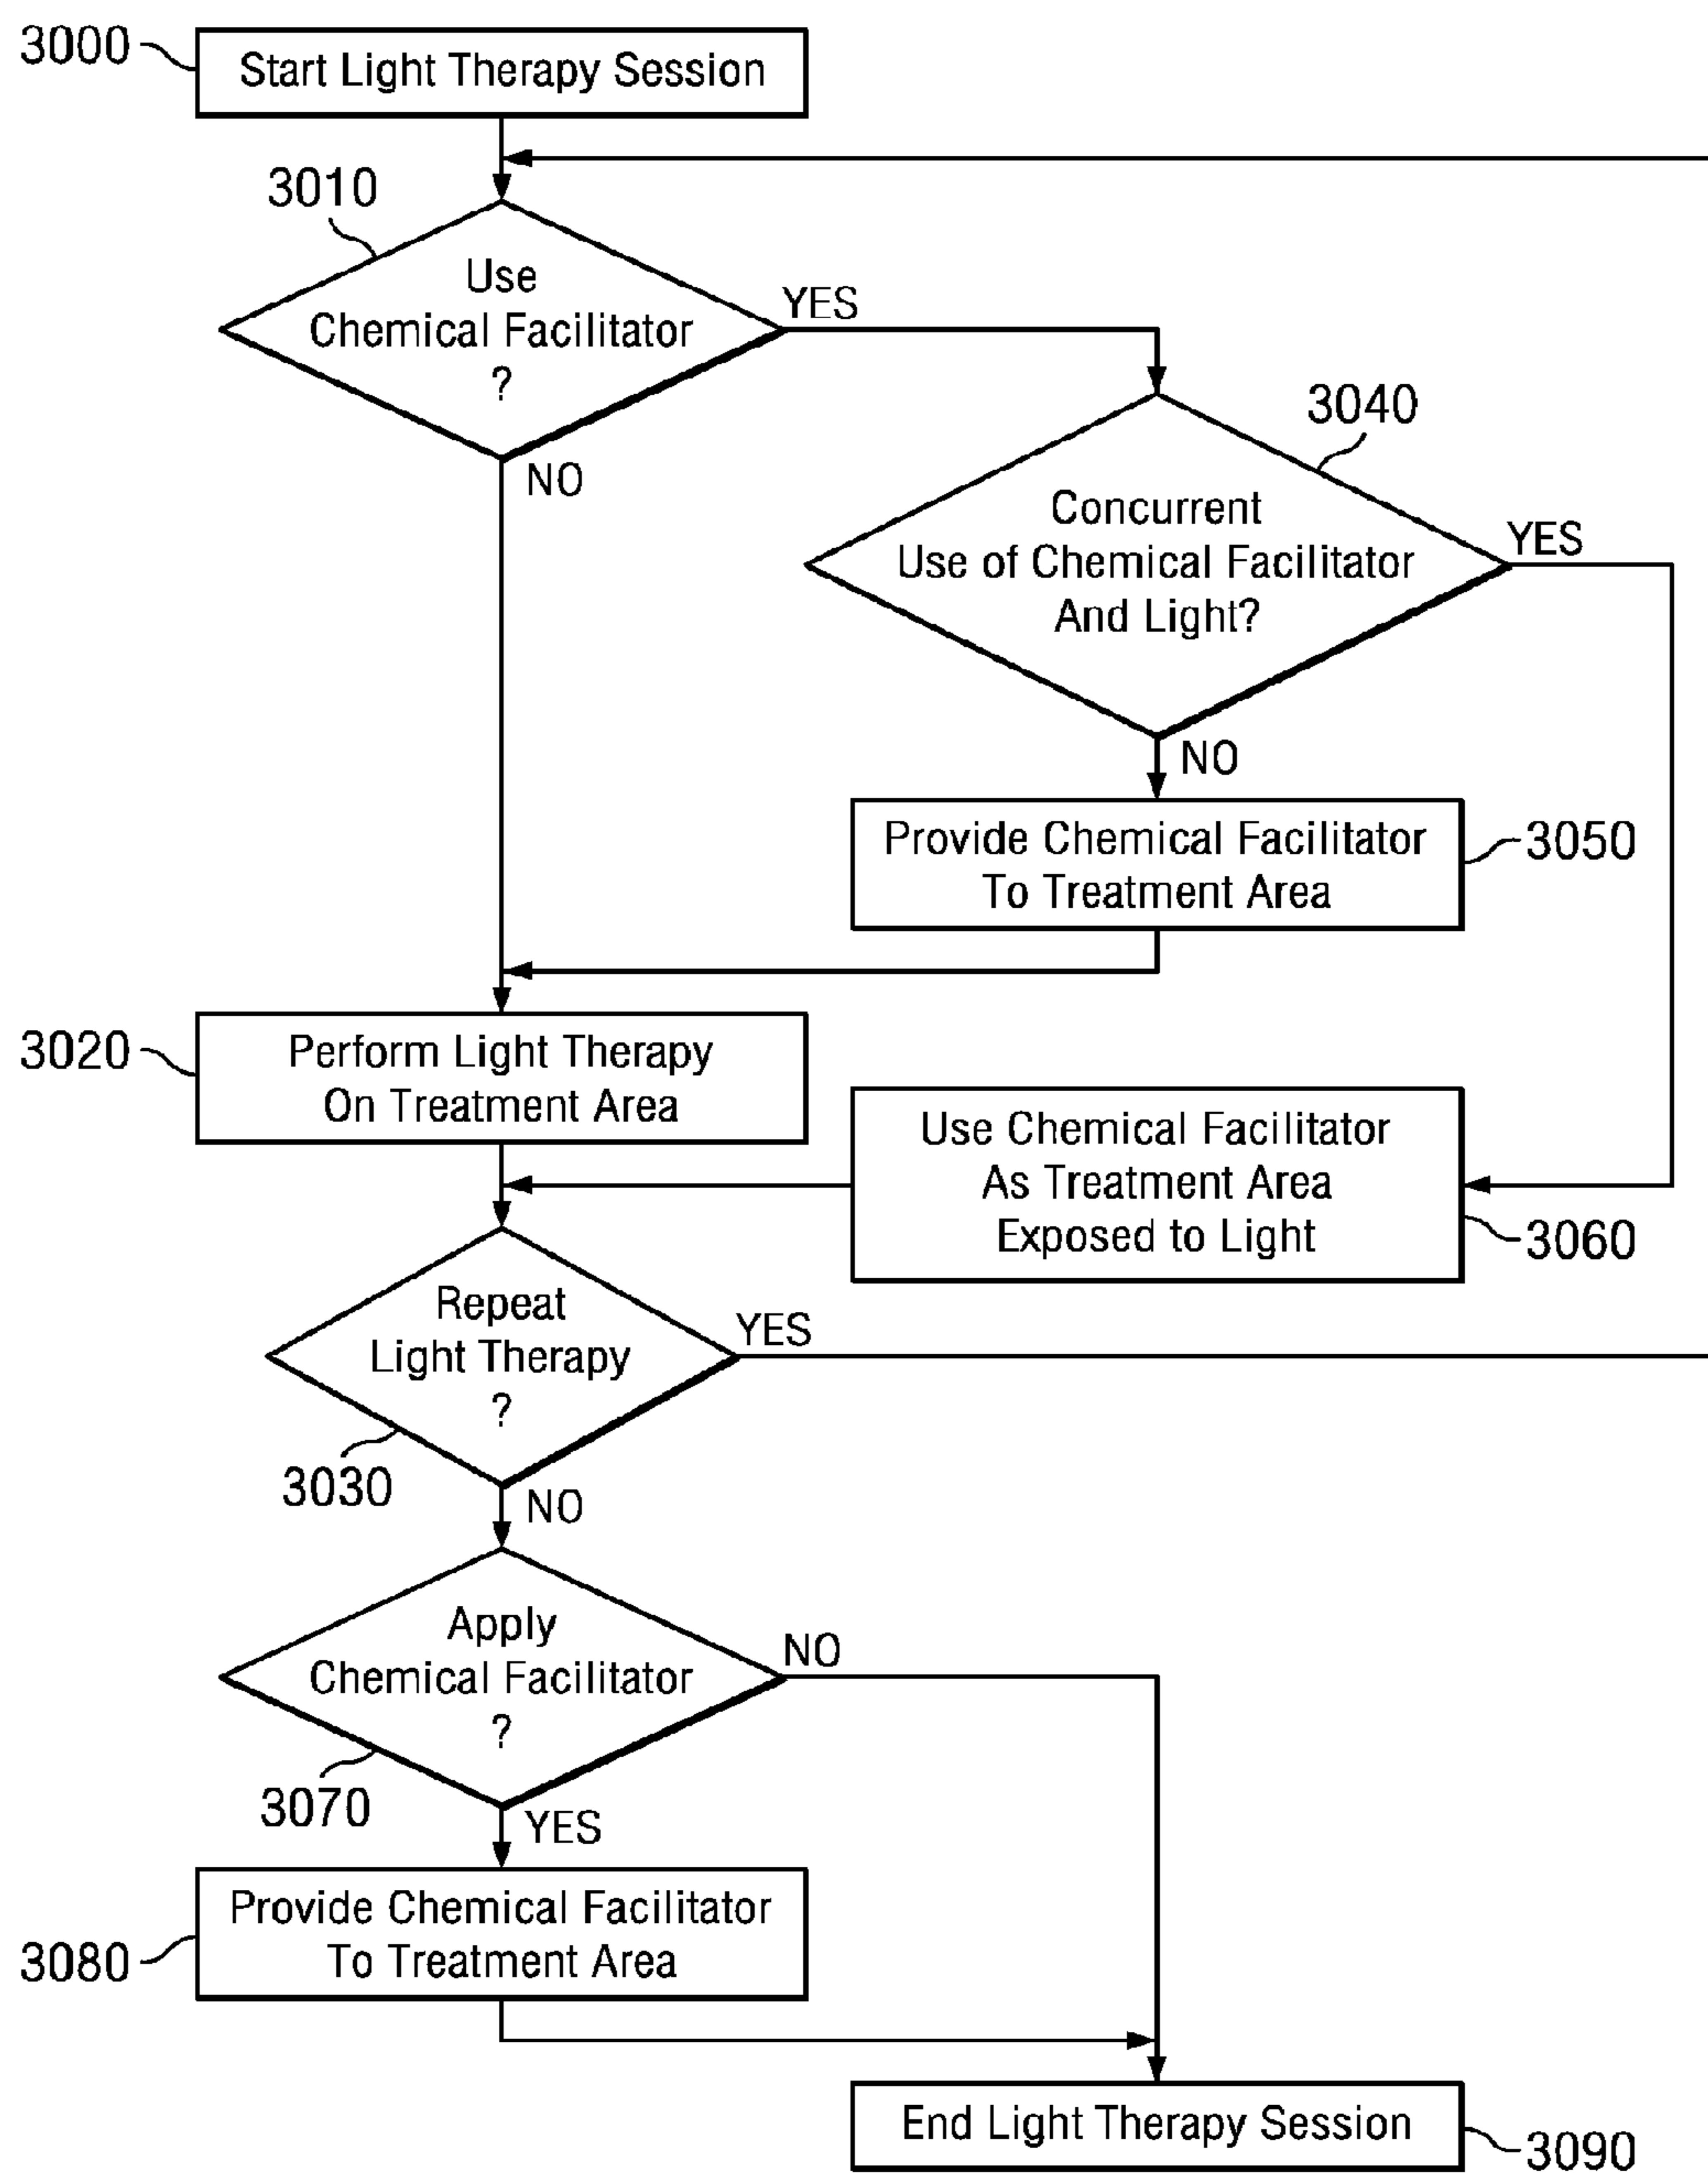 3000
Start Light Therapy Session
3010
Use
Chemical Facilitator
?
YES
NO
3040
Concurrent
Use of Chemical Facilitator
And Light?
YES
NO
Provide Chemical Facilitator
To Treatment Area
3050
3020
Perform Light Therapy
On Treatment Area
Use Chemical Facilitator
As Treatment Area
Exposed to Light
3060
Repeat
Light Therapy
?
YES
3030
NO
Apply
Chemical Facilitator
?
NO
3070
YES
Provide Chemical Facilitator
To Treatment Area
3080
End Light Therapy Session
3090